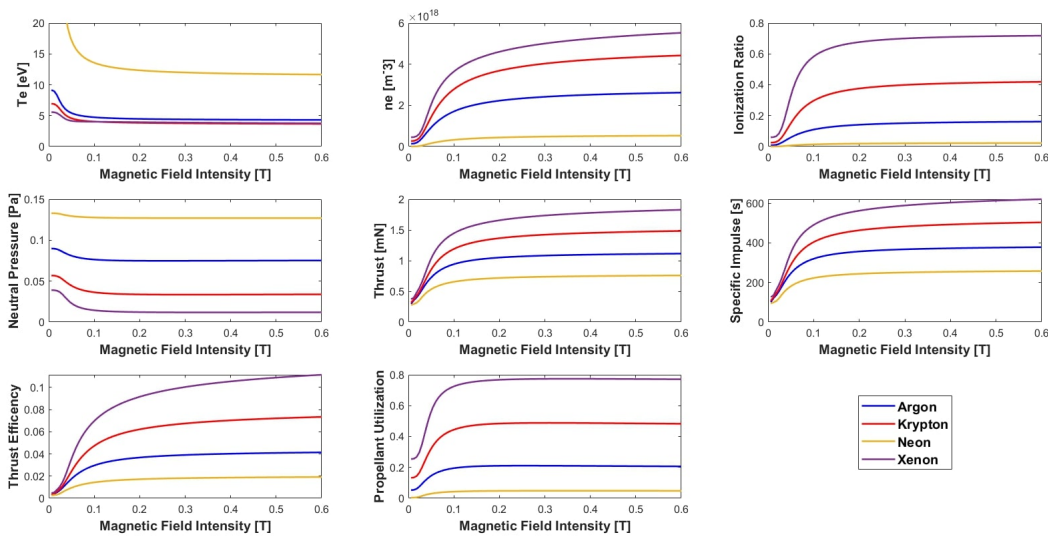 20
15
10
5
0
Te [eV]
0 0.1 0.2 0.3 0.4 0.5 0.6
Magnetic Field Intensity [T]
×10¹⁸
6
4
2
0
ne [m⁻3]
0 0.1 0.2 0.3 0.4 0.5 0.6
Magnetic Field Intensity [T]
0.8
0.6
0.4
0.2
0
Ionization Ratio
0 0.1 0.2 0.3 0.4 0.5 0.6
Magnetic Field Intensity [T]
0.15
0.1
0.05
0
Neutral Pressure [Pa]
0 0.1 0.2 0.3 0.4 0.5 0.6
Magnetic Field Intensity [T]
2
1.5
1
0.5
0
Thrust [mN]
0 0.1 0.2 0.3 0.4 0.5 0.6
Magnetic Field Intensity [T]
600
400
200
0
Specific Impulse [s]
0 0.1 0.2 0.3 0.4 0.5 0.6
Magnetic Field Intensity [T]
0.1
0.08
0.06
0.04
0.02
0
Thrust Efficency
0 0.1 0.2 0.3 0.4 0.5 0.6
Magnetic Field Intensity [T]
0.8
0.6
0.4
0.2
0
Propellant Utilization
0 0.1 0.2 0.3 0.4 0.5 0.6
Magnetic Field Intensity [T]
Argon
Krypton
Neon
Xenon